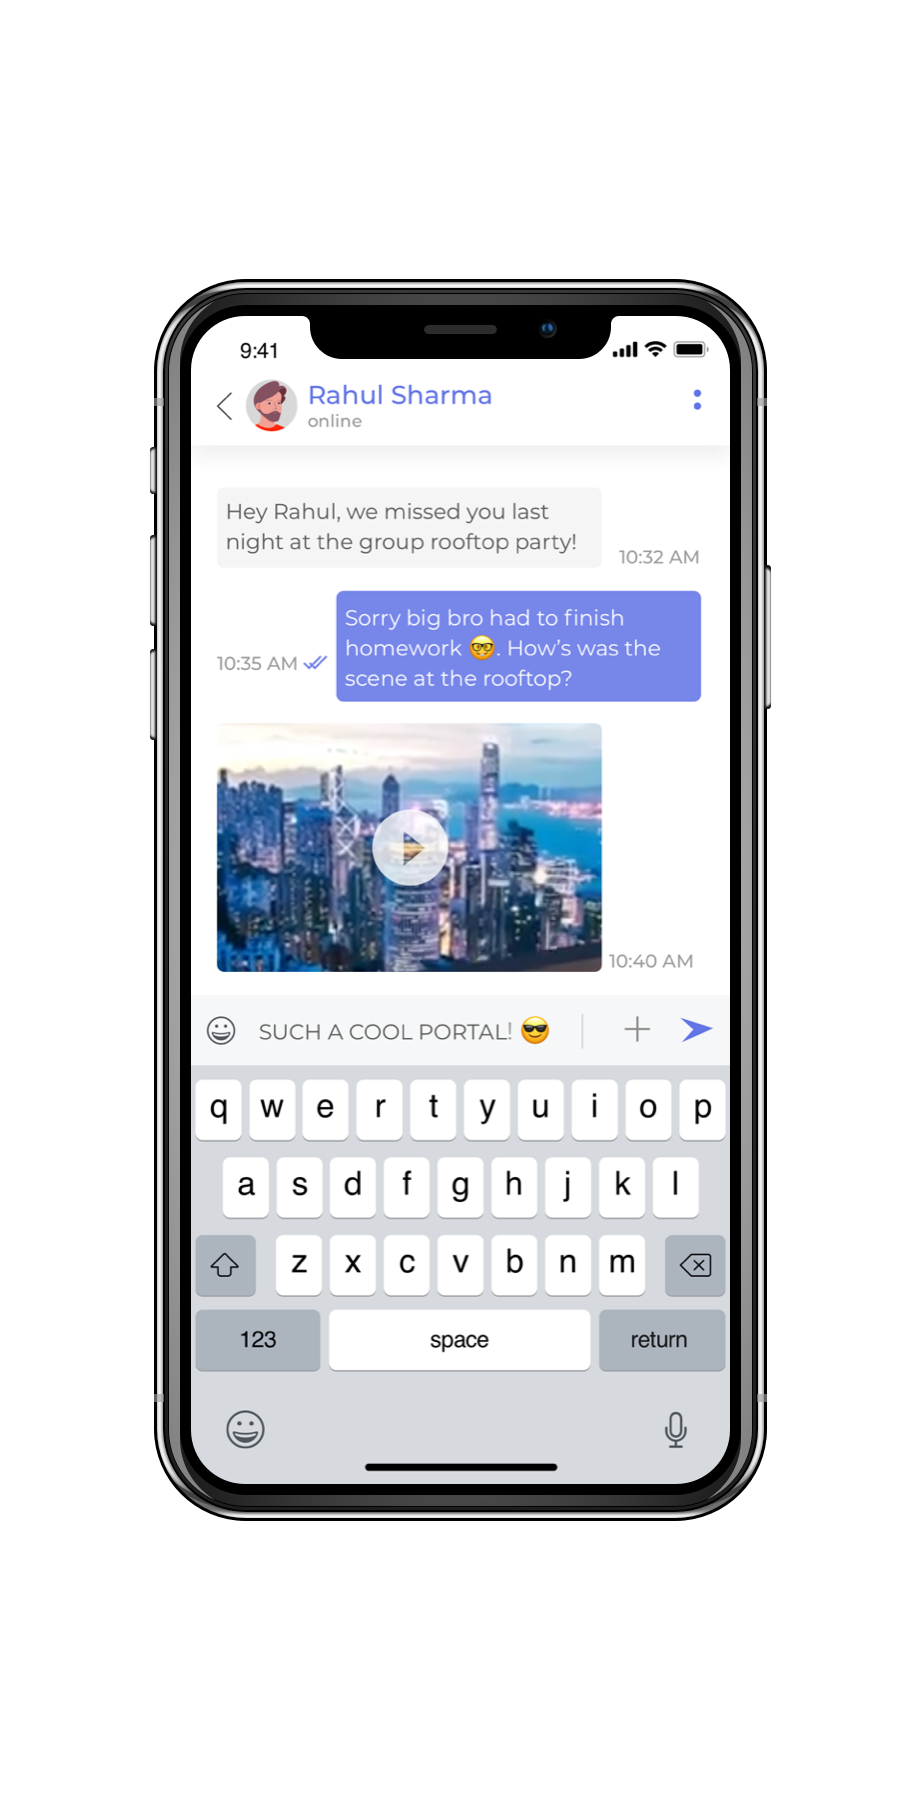 9:41
Rahul Sharma
online
Hey Rahul, we missed you last
night at the group rooftop party!
10:32 AM
Sorry big bro had to finish
homework 🤓. How’s was the
scene at the rooftop?
10:35 AM
10:40 AM
SUCH A COOL PORTAL! 😎
q w e r t y u i o p
a s d f g h j k l
z x c v b n m
123 space return